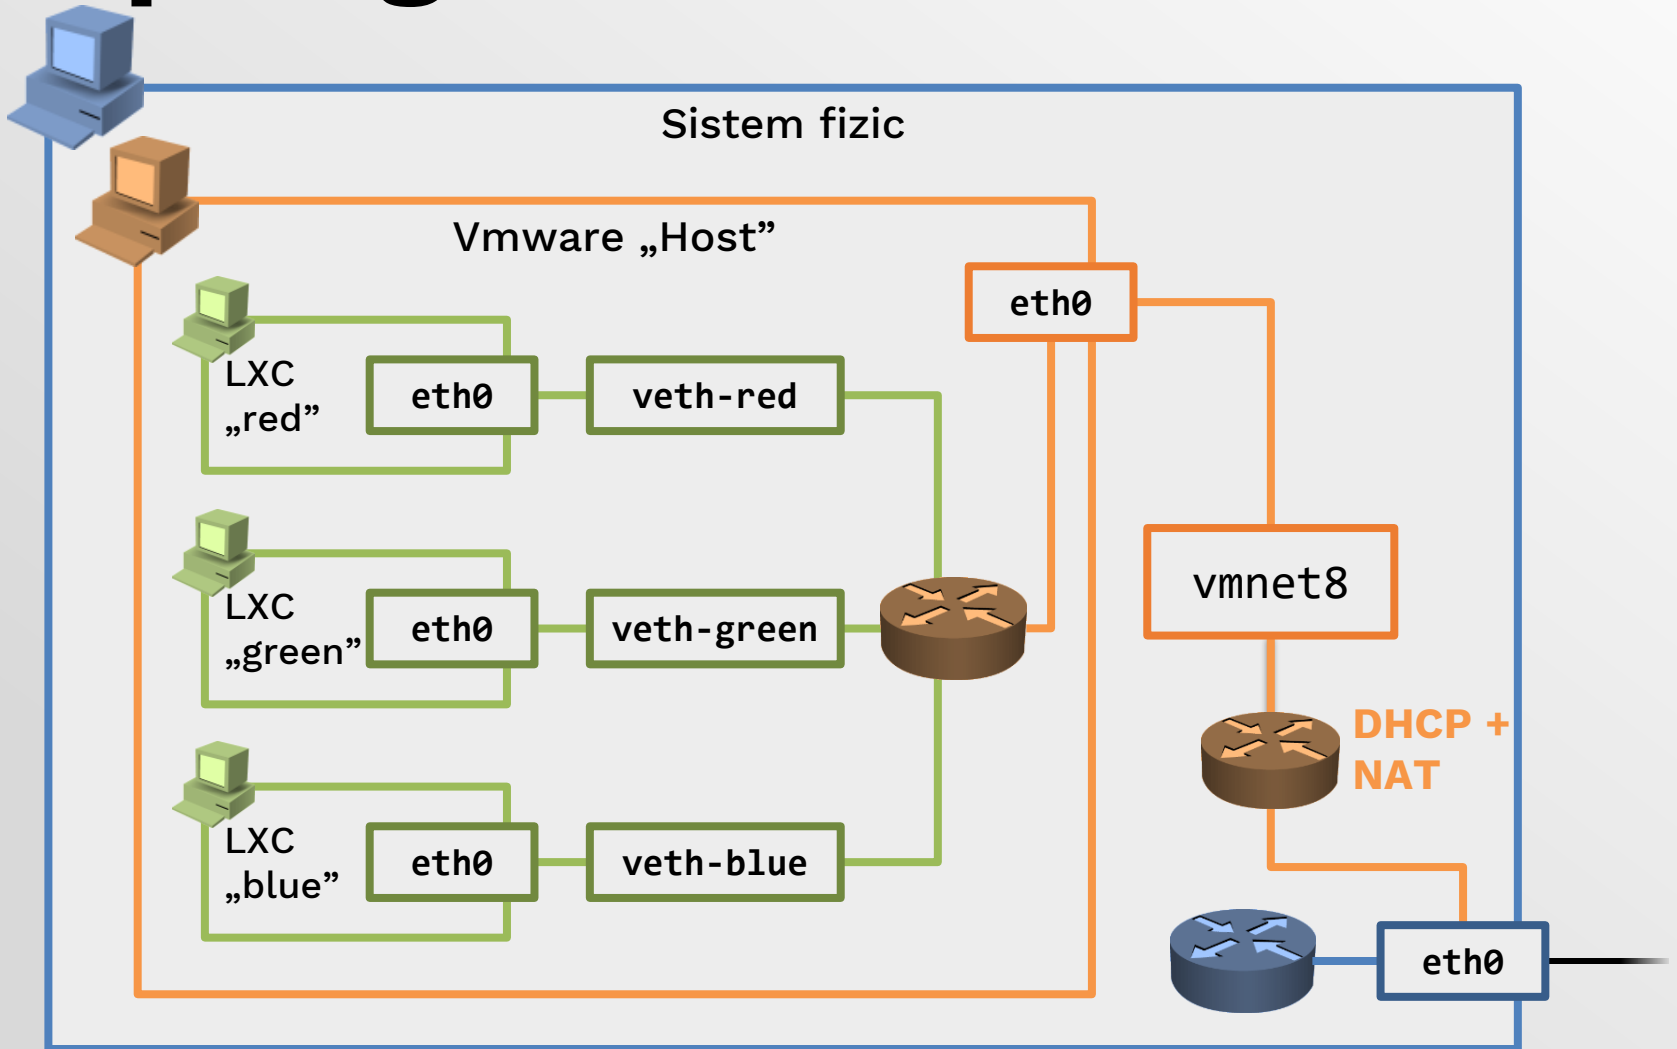 Sistem fizic
Vmware „Host”
eth0
LXC
„red”
eth0
veth-red
LXC
„green”
eth0
veth-green
vmnet8
DHCP +
NAT
LXC
„blue”
eth0
veth-blue
eth0